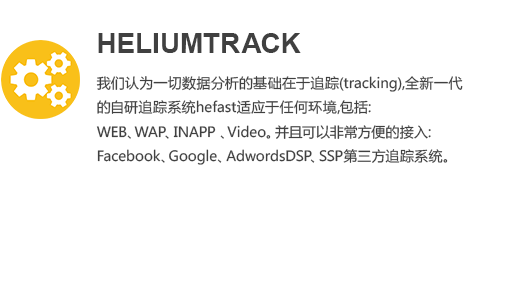 HELIUMTRACK
我们认为一切数据分析的基础在于追踪(tracking),全新一代
的自研追踪系统hefast适应于任何环境,包括:
WEB、WAP、INAPP 、Video。并且可以非常方便的接入:
Facebook、Google、AdwordsDSP、SSP第三方追踪系统。